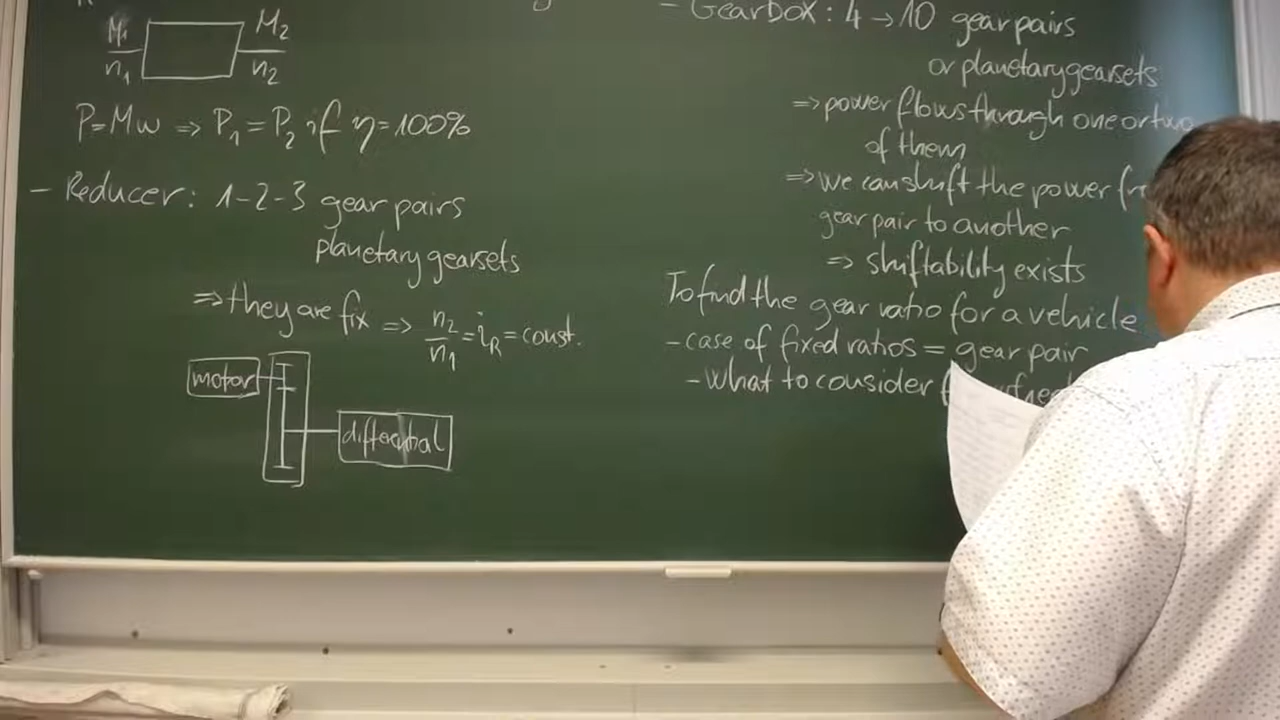 M₁
n₁
M₂
n₂
P=Mω ⇒ P₁=P₂ if η=100%
- Reducer: 1-2-3 gear pairs
planetary gearsets
⇒ they are fix ⇒ n₂/n₁ = i_R = const.
motor
differential
- Gearbox: 4 → 10 gear pairs
or planetary gearsets
⇒ power flows through one or two
of them
⇒ we can shift the power
gear pair to another
⇒ shiftability exists
To find the gear ratio for a vehicle
- case of fixed ratios = gear pair
- What to consider